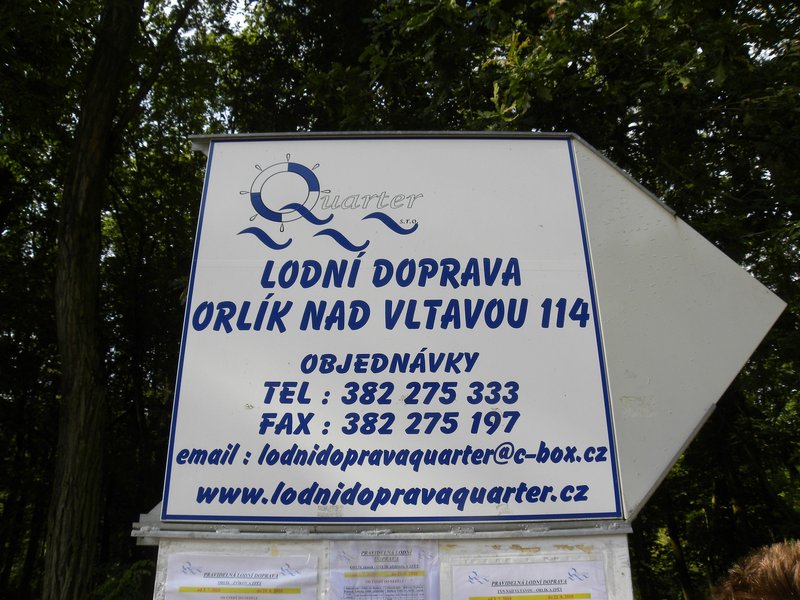 Quarter
s.r.o.
LODNÍ DOPRAVA
ORLÍK NAD VLTAVOU 114
OBJEDNÁVKY
TEL : 382 275 333
FAX : 382 275 197
email : lodnidopravaquarter@c-box.cz
www.lodnidopravaquarter.cz
PRAVIDELNÁ LODNÍ DOPRAVA
PRAVIDELNÁ LODNÍ
DOPRAVA
PRAVIDELNÁ LODNÍ DOPRAVA